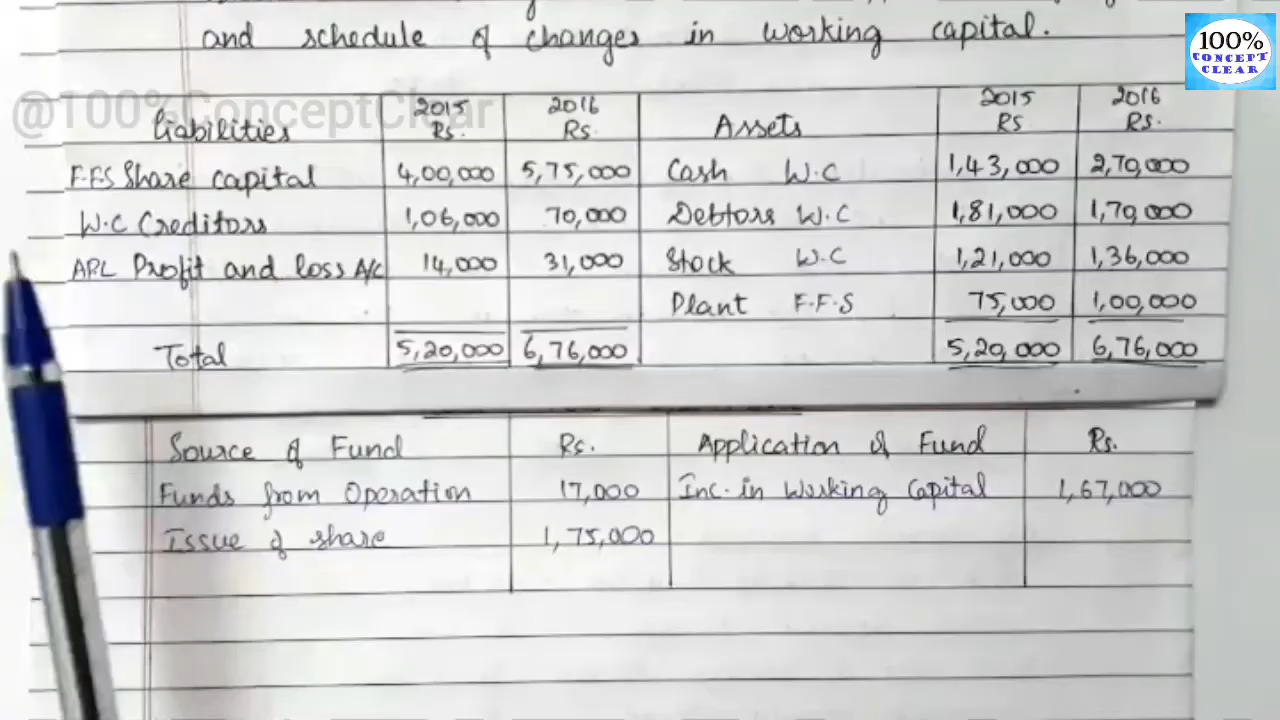 and schedule of changes in working capital.
100%
CONCEPT
CLEAR
@100%ConceptClear
Liabilities 2015 Rs. 2016 Rs. Assets 2015 Rs 2016 Rs.
F.F.S Share capital 4,00,000 5,75,000 Cash W.C 1,43,000 2,70,000
W.C Creditors 1,06,000 70,000 Debtors W.C 1,81,000 1,70,000
APL Profit and loss A/c 14,000 31,000 Stock W.C 1,21,000 1,36,000
Plant F.F.S 75,000 1,00,000
Total 5,20,000 6,76,000 5,20,000 6,76,000
Source of Fund Rs. Application of Fund Rs.
Funds from Operation 17,000 Inc. in Working Capital 1,67,000
Issue of share 1,75,000